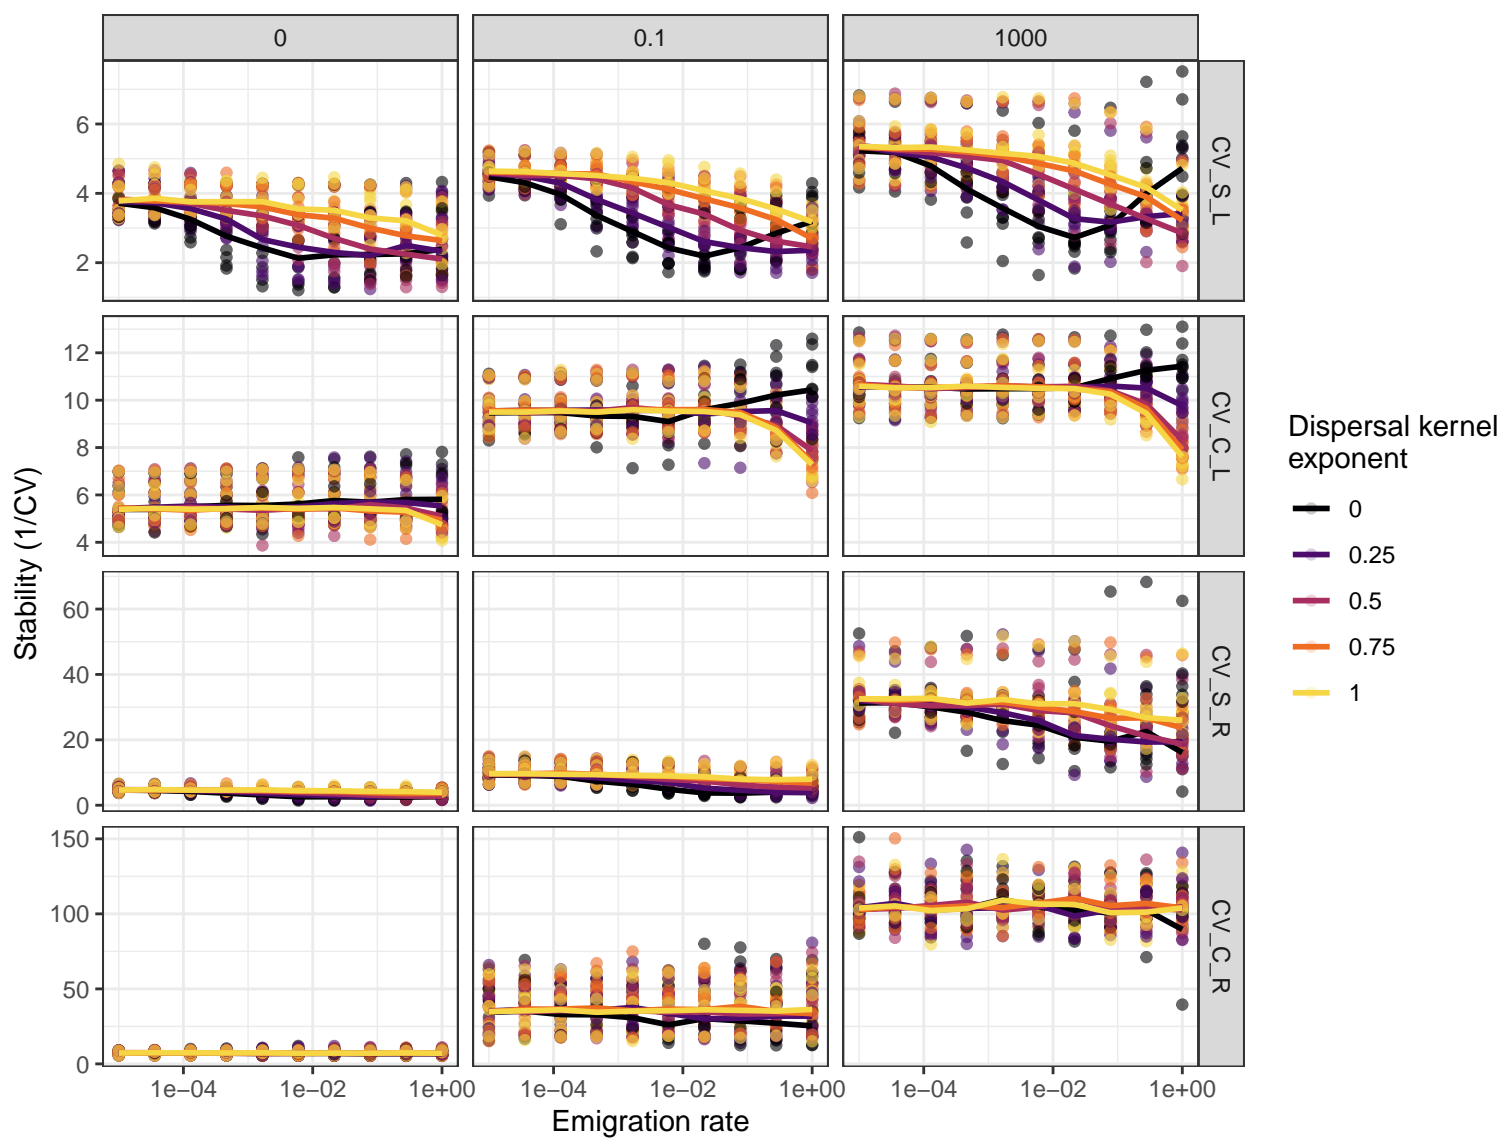 0
0.1
1000
6
4
2
CV_S_L
12
10
8
6
4
CV_C_L
Stability (1/CV)
60
40
20
0
CV_S_R
150
100
50
0
CV_C_R
1e−04
1e−02
1e+00
1e−04
1e−02
1e+00
1e−04
1e−02
1e+00
Emigration rate
Dispersal kernel
exponent
0
0.25
0.5
0.75
1